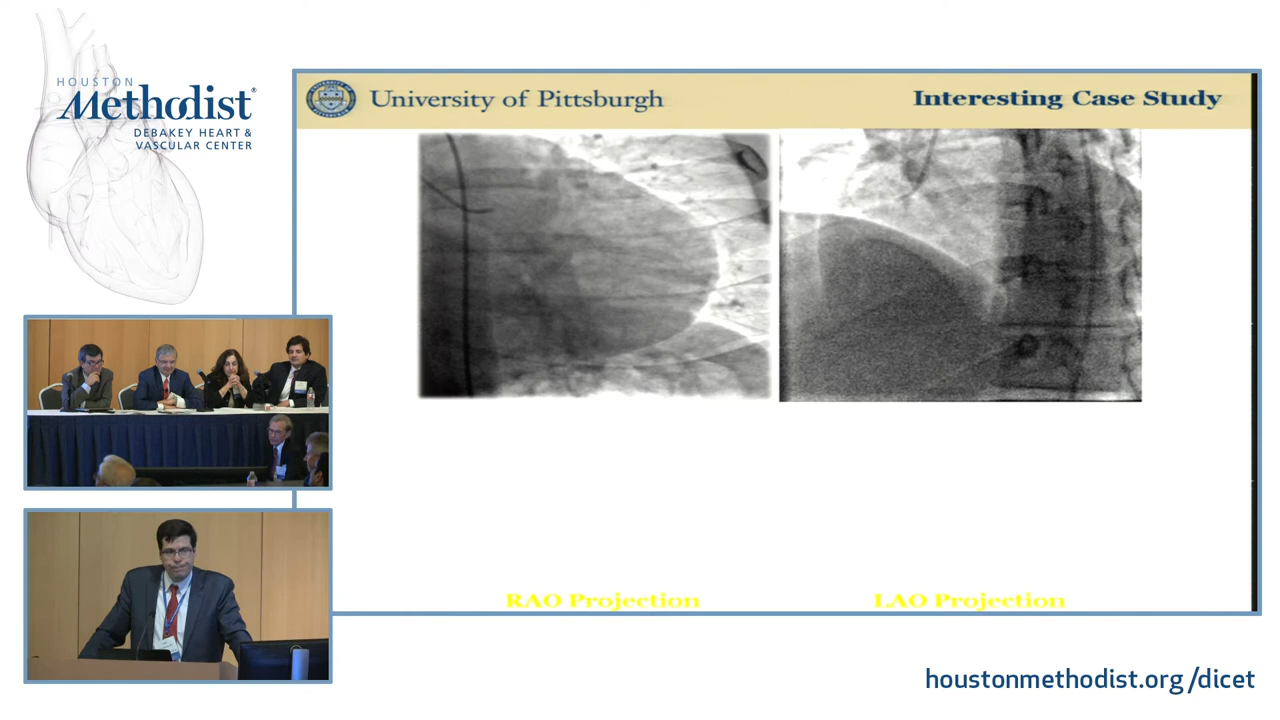 HOUSTON
Methodist®
DEBAKEY HEART &
VASCULAR CENTER
University of Pittsburgh
Interesting Case Study
RAO Projection
LAO Projection
houstonmethodist.org/dicet